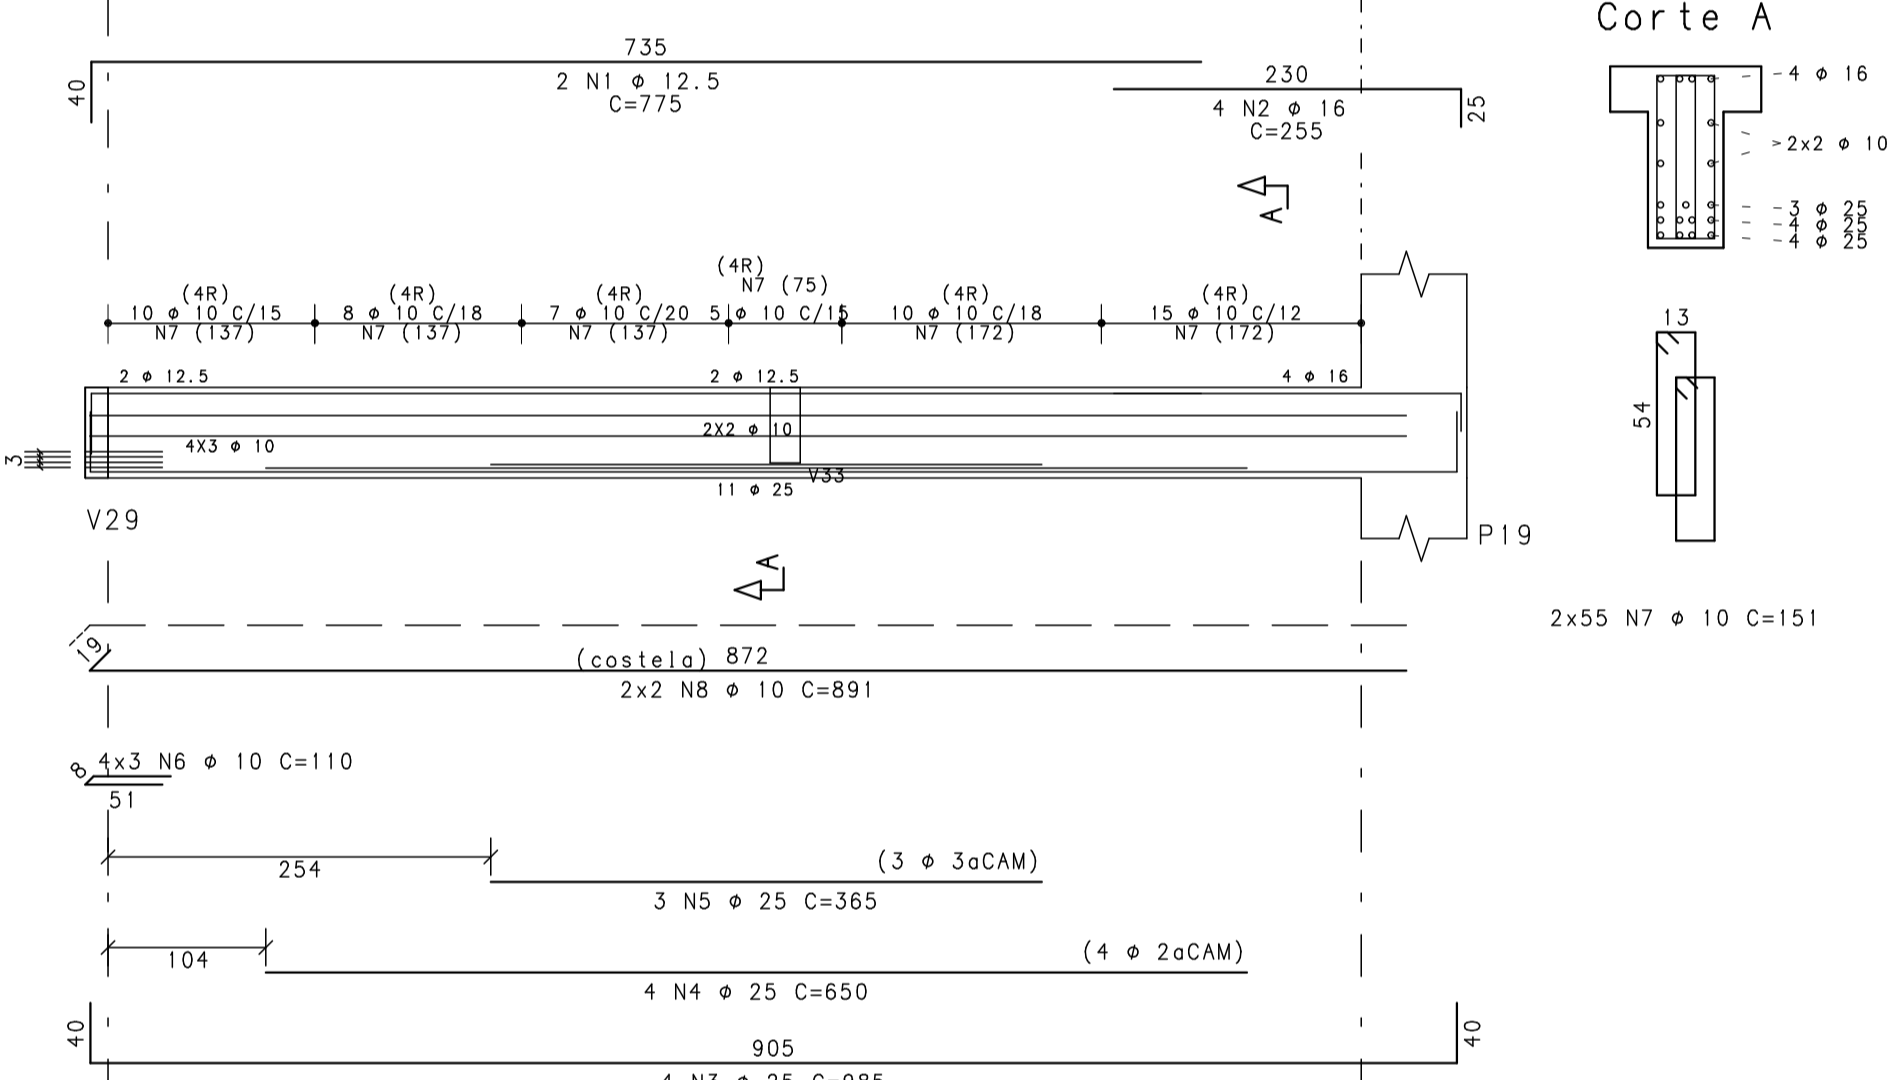 Corte A
735
40
2 N1 φ 12.5
C=775
230
25
4 N2 φ 16
C=255
4 φ 16
2x2 φ 10
3 φ 25
4 φ 25
4 φ 25
A
(4R)
10 φ 10 C/15
N7 (137)
(4R)
8 φ 10 C/18
N7 (137)
(4R)
7 φ 10 C/20
N7 (137)
(4R)
N7 (75)
5 φ 10 C/15
(4R)
10 φ 10 C/18
N7 (172)
(4R)
15 φ 10 C/12
N7 (172)
13
54
2 φ 12.5
2 φ 12.5
4 φ 16
2X2 φ 10
4X3 φ 10
3
V33
11 φ 25
V29
P19
A
2x55 N7 φ 10 C=151
19
(costela) 872
2x2 N8 φ 10 C=891
8
4x3 N6 φ 10 C=110
51
254
(3 φ 3aCAM)
3 N5 φ 25 C=365
104
(4 φ 2aCAM)
4 N4 φ 25 C=650
40
905
40
4 N3 φ 25 C=985